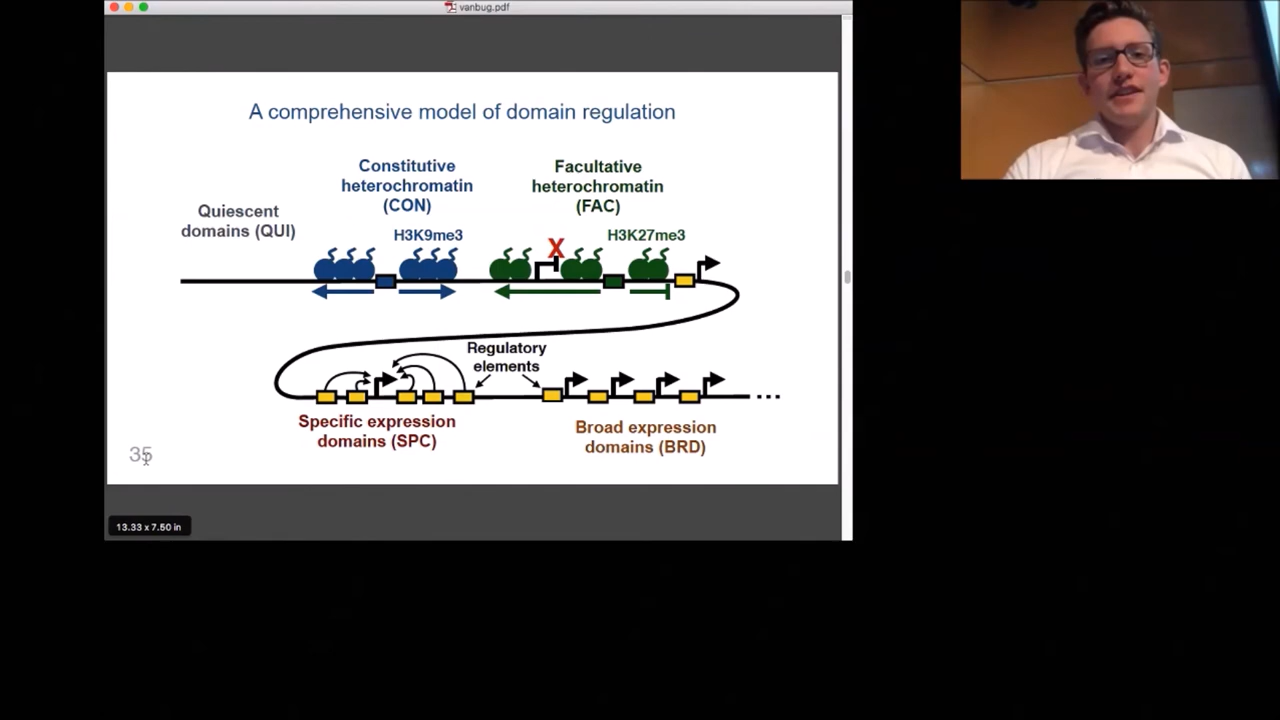 vanbug.pdf
A comprehensive model of domain regulation
Constitutive
heterochromatin
(CON)
Facultative
heterochromatin
(FAC)
Quiescent
domains (QUI)
H3K9me3
H3K27me3
X
Regulatory
elements
Specific expression
domains (SPC)
Broad expression
domains (BRD)
35
13.33 x 7.50 in